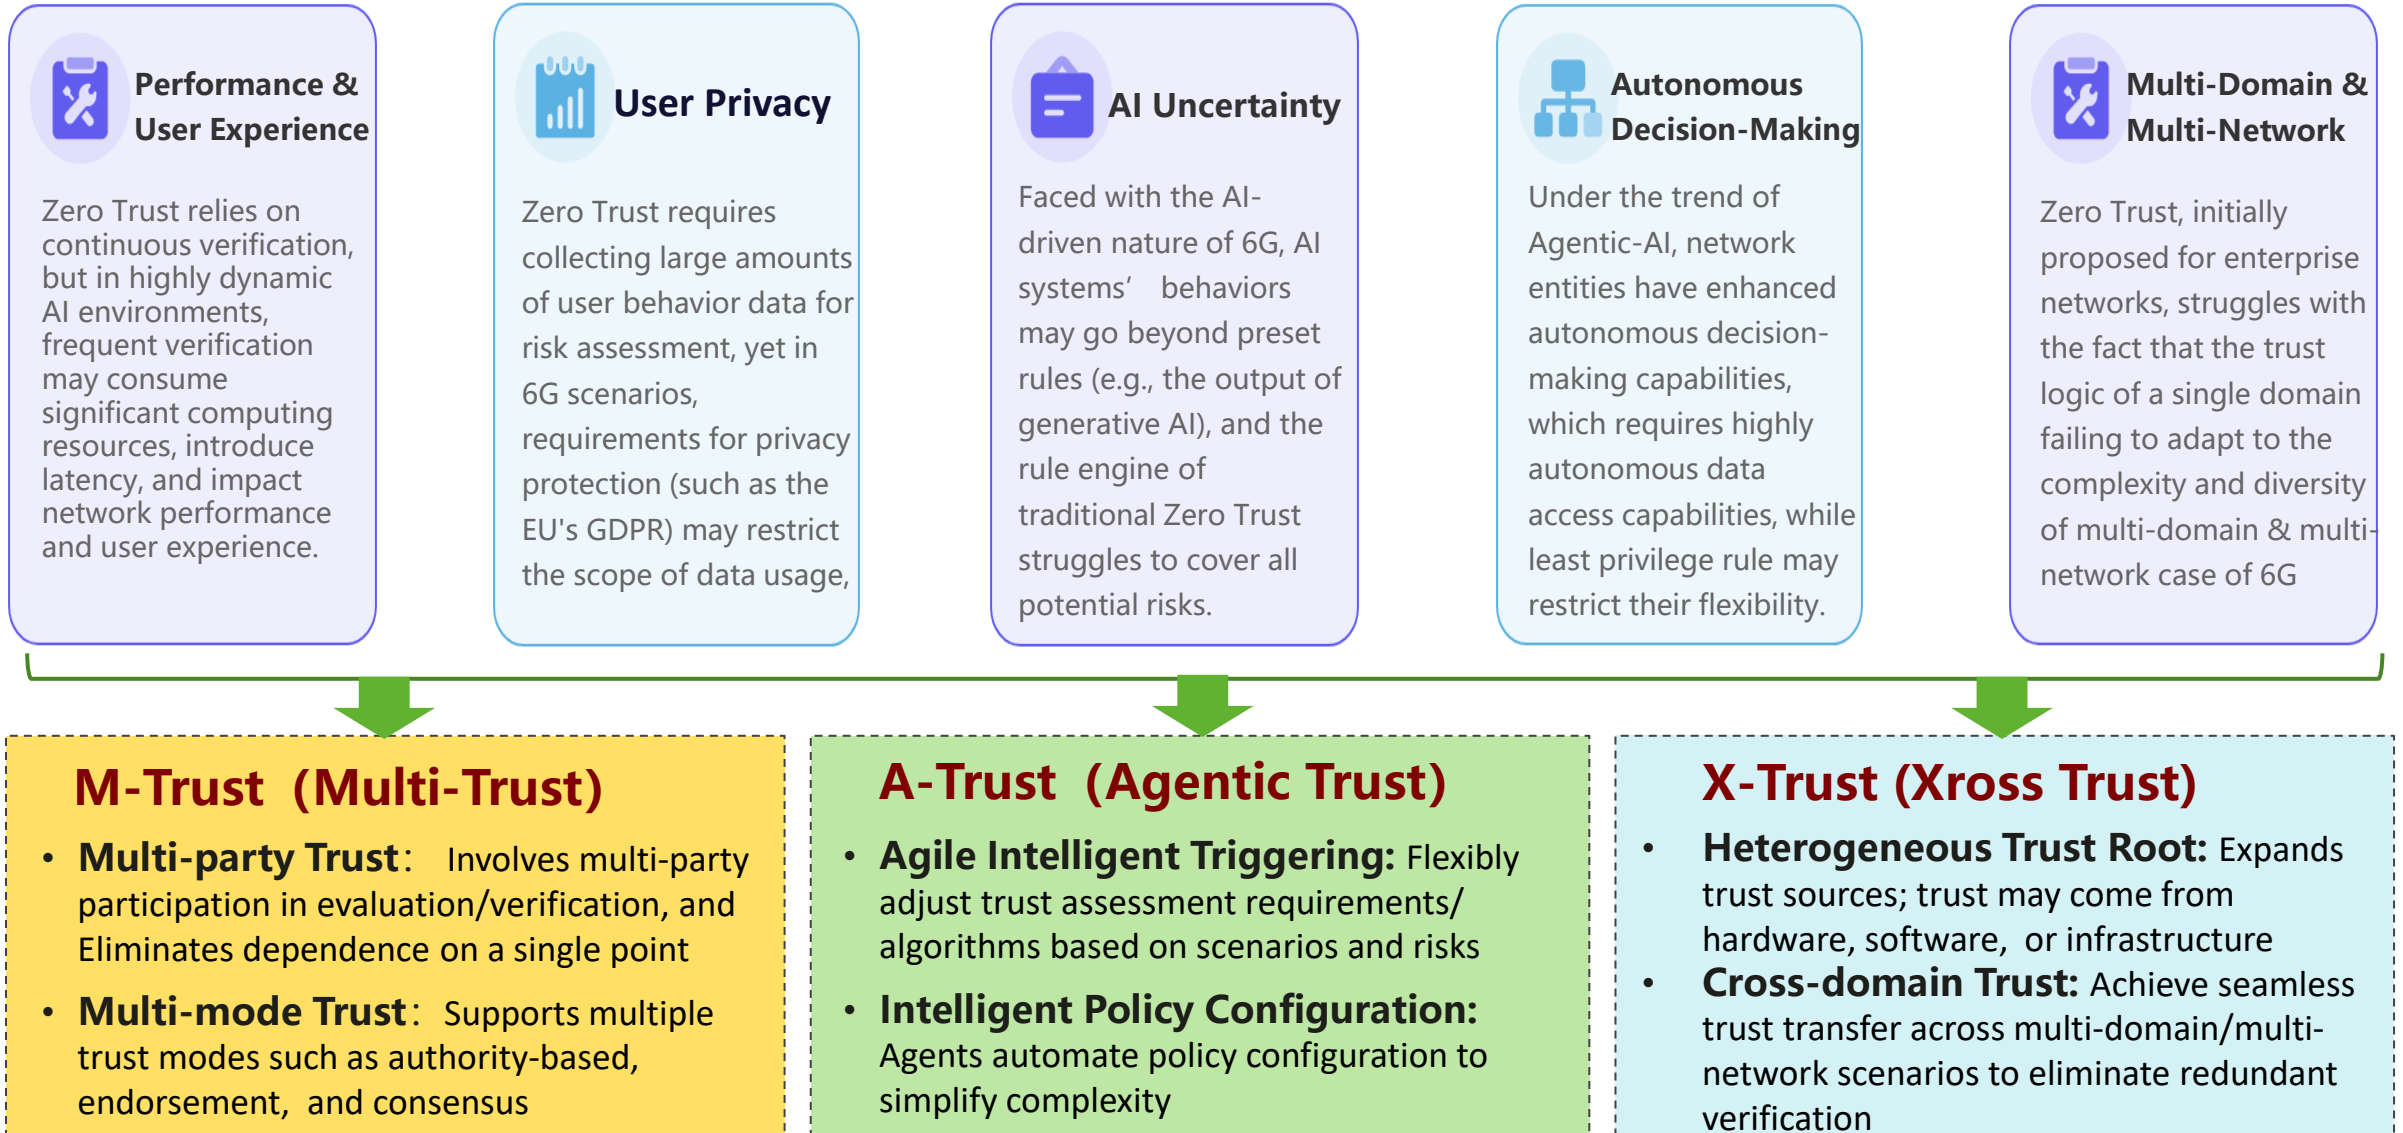 Performance &
User Experience
Zero Trust relies on
continuous verification,
but in highly dynamic
AI environments,
frequent verification
may consume
significant computing
resources, introduce
latency, and impact
network performance
and user experience.
User Privacy
Zero Trust requires
collecting large amounts
of user behavior data for
risk assessment, yet in
6G scenarios,
requirements for privacy
protection (such as the
EU's GDPR) may restrict
the scope of data usage,
AI Uncertainty
Faced with the AI-
driven nature of 6G, AI
systems’ behaviors
may go beyond preset
rules (e.g., the output of
generative AI), and the
rule engine of
traditional Zero Trust
struggles to cover all
potential risks.
Autonomous
Decision-Making
Under the trend of
Agentic-AI, network
entities have enhanced
autonomous decision-
making capabilities,
which requires highly
autonomous data
access capabilities, while
least privilege rule may
restrict their flexibility.
Multi-Domain &
Multi-Network
Zero Trust, initially
proposed for enterprise
networks, struggles with
the fact that the trust
logic of a single domain
failing to adapt to the
complexity and diversity
of multi-domain & multi-
network case of 6G
M-Trust (Multi-Trust)
• Multi-party Trust： Involves multi-party
participation in evaluation/verification, and
Eliminates dependence on a single point
• Multi-mode Trust：Supports multiple
trust modes such as authority-based,
endorsement, and consensus
A-Trust (Agentic Trust)
• Agile Intelligent Triggering: Flexibly
adjust trust assessment requirements/
algorithms based on scenarios and risks
• Intelligent Policy Configuration:
Agents automate policy configuration to
simplify complexity
X-Trust (Xross Trust)
• Heterogeneous Trust Root: Expands
trust sources; trust may come from
hardware, software, or infrastructure
• Cross-domain Trust: Achieve seamless
trust transfer across multi-domain/multi-
network scenarios to eliminate redundant
verification